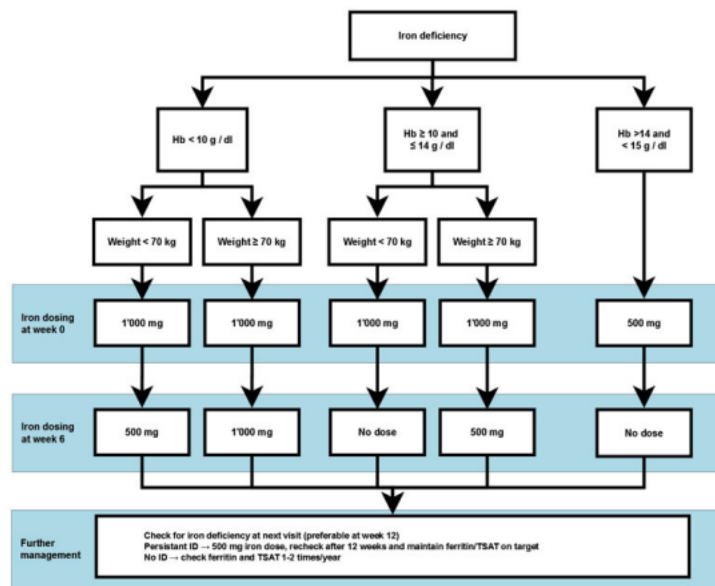 Iron deficiency
Hb < 10 g / dl
Hb ≥ 10 and
≤ 14 g / dl
Hb >14 and
< 15 g / dl
Weight < 70 kg
Weight ≥ 70 kg
Weight < 70 kg
Weight ≥ 70 kg
Iron dosing
at week 0
1'000 mg
1'000 mg
1'000 mg
1'000 mg
500 mg
Iron dosing
at week 6
500 mg
1'000 mg
No dose
500 mg
No dose
Further
management
Check for iron deficiency at next visit (preferable at week 12)
Persistant ID → 500 mg iron dose, recheck after 12 weeks and maintain ferritin/TSAT on target
No ID → check ferritin and TSAT 1-2 times/year